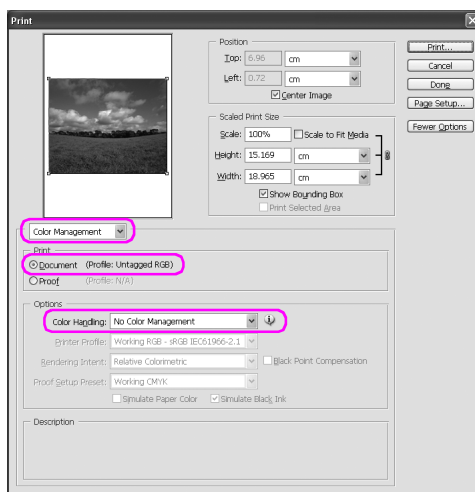 Print
Position
Top: 6.96 cm
Left: 0.72 cm
Center Image
Print...
Cancel
Done
Page Setup...
Fewer Options
Scaled Print Size
Scale: 100% Scale to Fit Media
Height: 15.169 cm
Width: 18.965 cm
Show Bounding Box
Print Selected Area
Color Management
Print
Document (Profile: Untagged RGB)
Proof (Profile: N/A)
Options
Color Handling: No Color Management
Printer Profile: Working RGB - sRGB IEC61966-2.1
Rendering Intent: Relative Colorimetric Black Point Compensation
Proof Setup Preset: Working CMYK
Simulate Paper Color Simulate Black Ink
Description